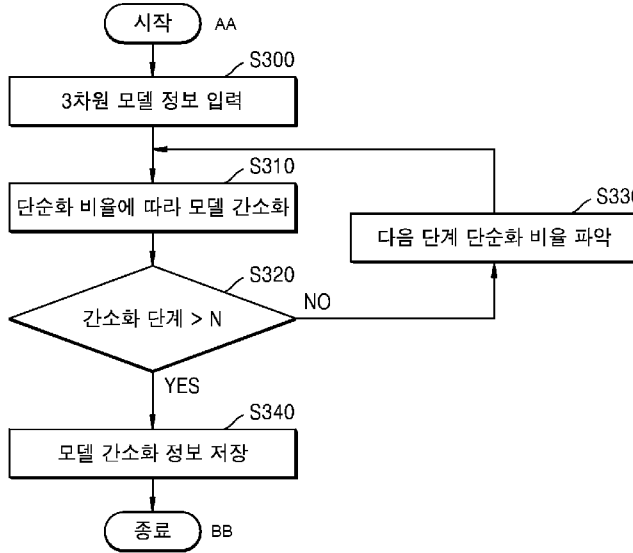 시작 AA
S300
3차원 모델 정보 입력
S310
단순화 비율에 따라 모델 간소화
S330
다음 단계 단순화 비율 파악
S320
간소화 단계 > N
NO
YES
S340
모델 간소화 정보 저장
종료 BB